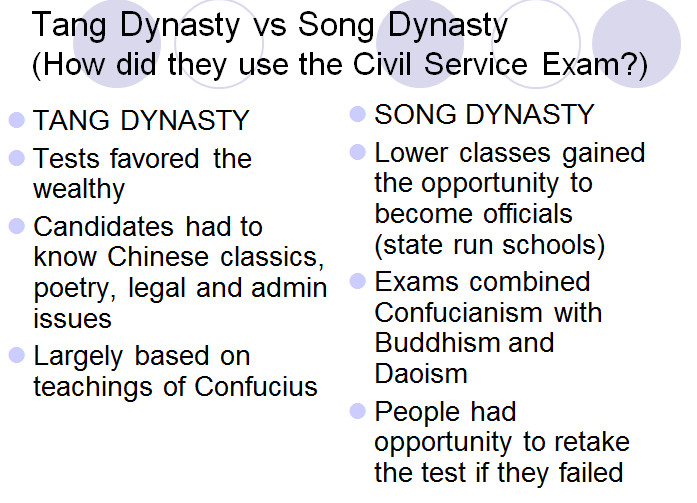 Tang Dynasty vs Song Dynasty
(How did they use the Civil Service Exam?)
TANG DYNASTY
Tests favored the
wealthy
Candidates had to
know Chinese classics,
poetry, legal and admin
issues
Largely based on
teachings of Confucius
SONG DYNASTY
Lower classes gained
the opportunity to
become officials
(state run schools)
Exams combined
Confucianism with
Buddhism and
Daoism
People had
opportunity to retake
the test if they failed